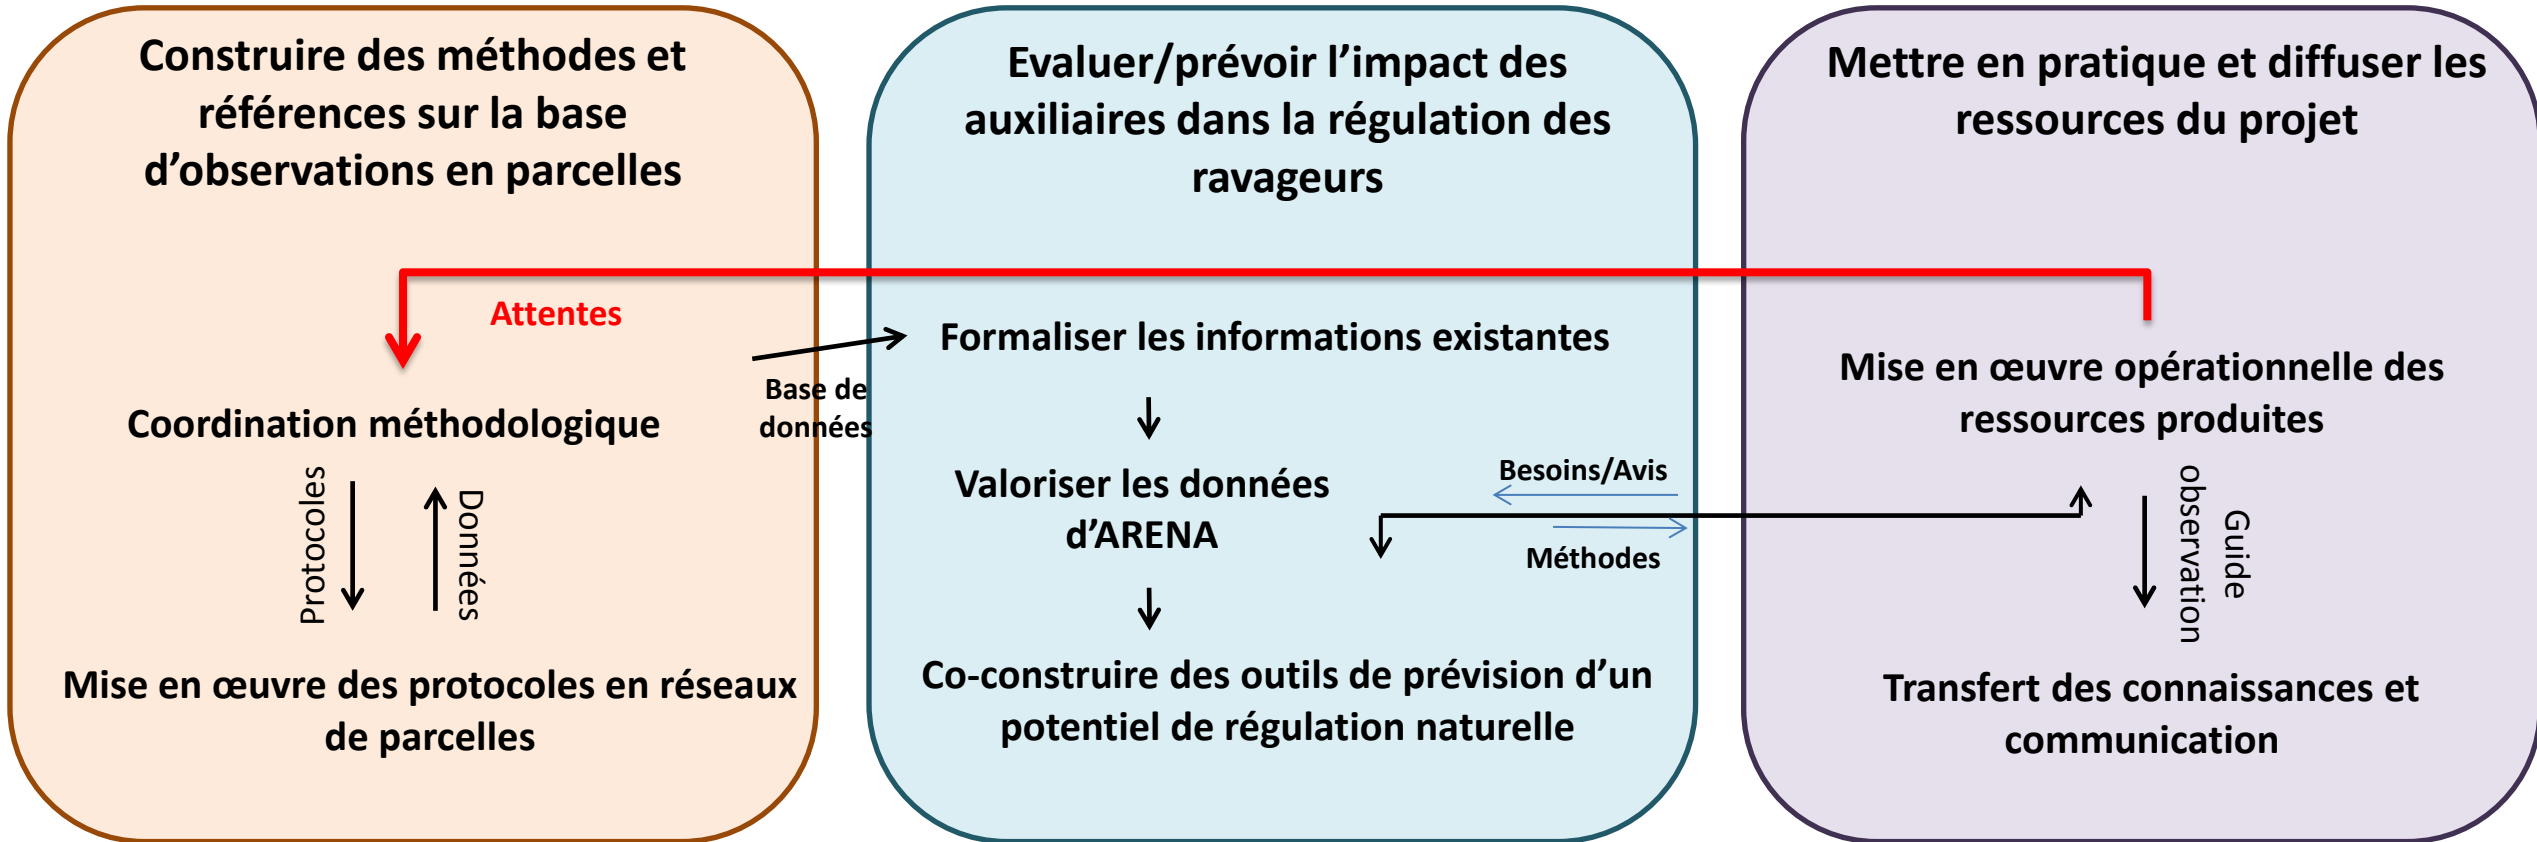 Construire des méthodes et
références sur la base
d’observations en parcelles
Attentes
Coordination méthodologique
Protocoles
Données
Mise en œuvre des protocoles en réseaux
de parcelles
Base de
données
Evaluer/prévoir l’impact des
auxiliaires dans la régulation des
ravageurs
Formaliser les informations existantes
Valoriser les données
d’ARENA
Besoins/Avis
Méthodes
Co-construire des outils de prévision d’un
potentiel de régulation naturelle
Mettre en pratique et diffuser les
ressources du projet
Mise en œuvre opérationnelle des
ressources produites
Guide
observation
Transfert des connaissances et
communication